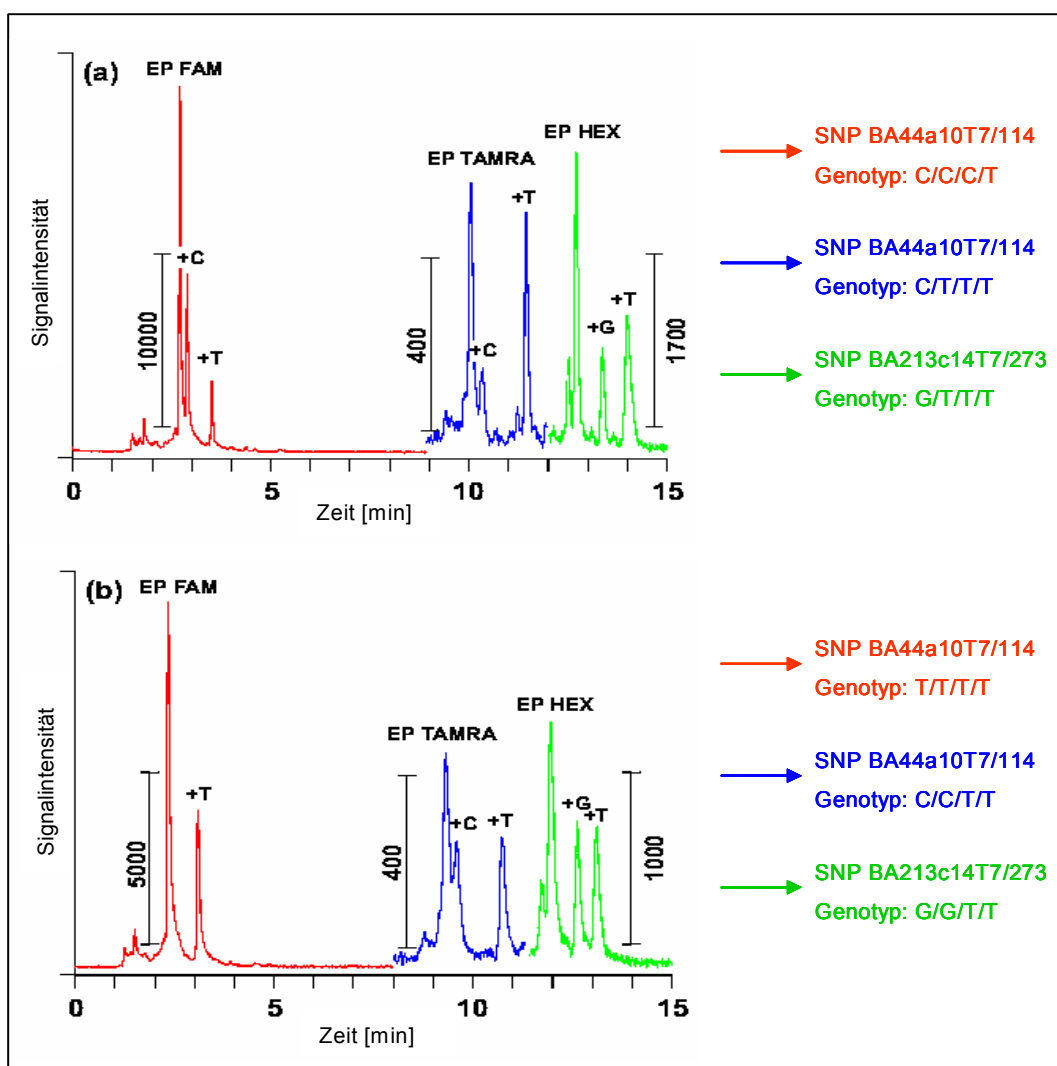 (a)
EP FAM
EP TAMRA
EP HEX
+C
+T
+C
+T
+G
+T
10000
400
1700
Signalintensität
0 5 10 15
Zeit [min]
SNP BA44a10T7/114
Genotyp: C/C/C/T
SNP BA44a10T7/114
Genotyp: C/T/T/T
SNP BA213c14T7/273
Genotyp: G/T/T/T
(b)
EP FAM
EP TAMRA
EP HEX
+T
+C
+T
+G
+T
5000
400
1000
Signalintensität
0 5 10 15
Zeit [min]
SNP BA44a10T7/114
Genotyp: T/T/T/T
SNP BA44a10T7/114
Genotyp: C/C/T/T
SNP BA213c14T7/273
Genotyp: G/G/T/T